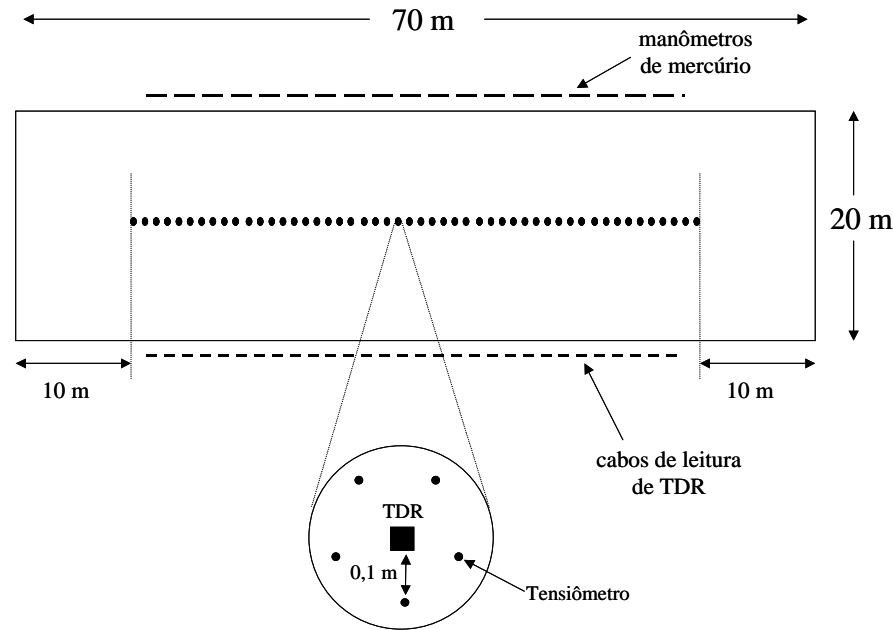 70 m
manômetros
de mercúrio
20 m
10 m
10 m
cabos de leitura
de TDR
TDR
0,1 m
Tensiômetro